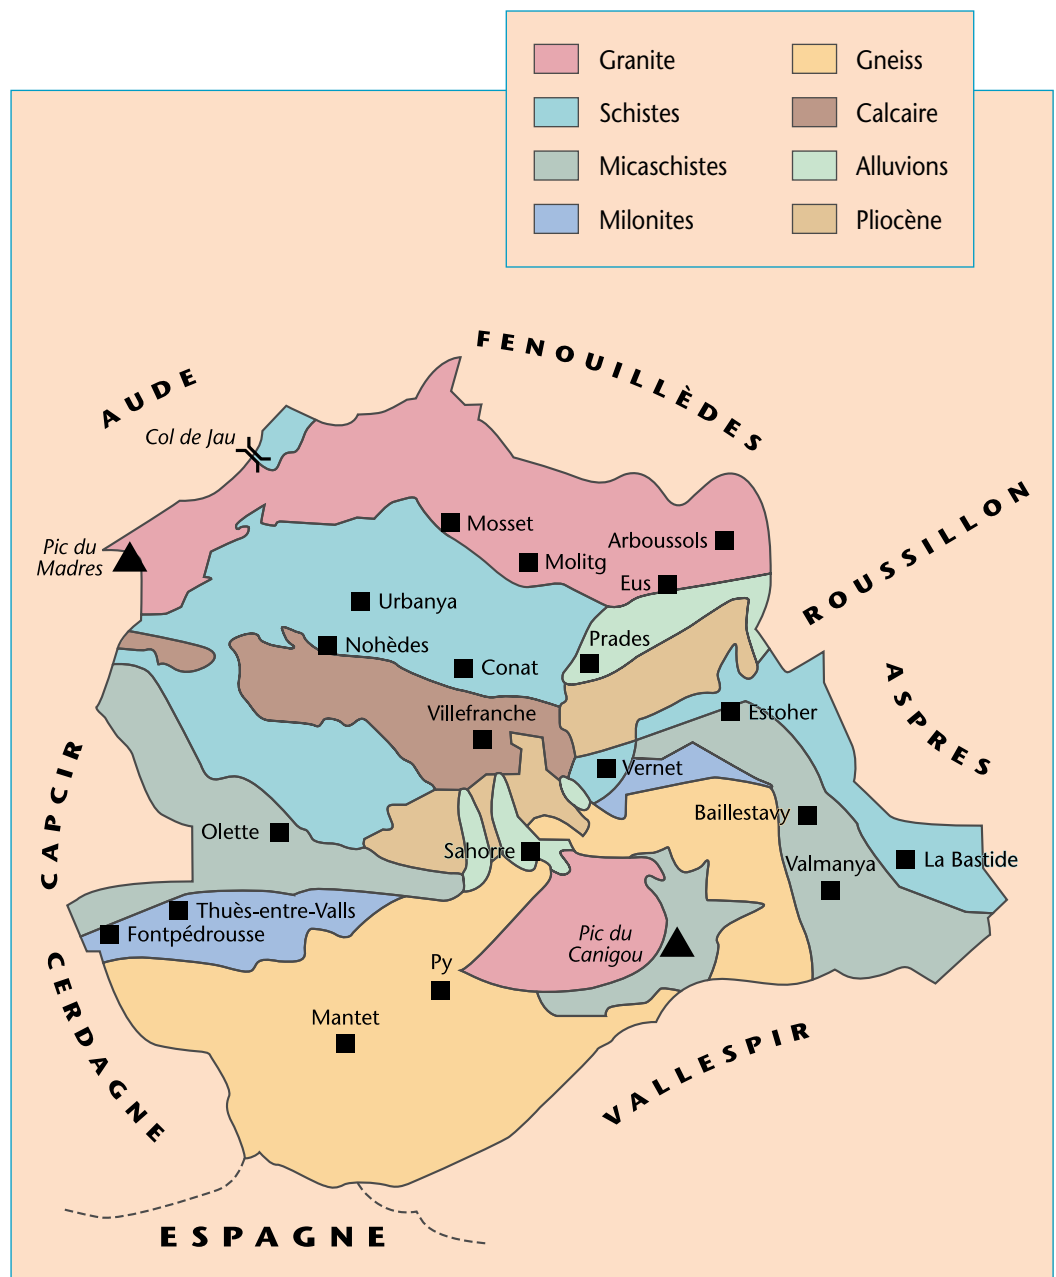 Granite
Gneiss
Schistes
Calcaire
Micaschistes
Alluvions
Milonites
Pliocène
FENOUILLÈDES
AUDE
Col de Jau
ROUSSILLON
Mosset
Arboussols
Pic du
Madres
Molitg
Eus
Urbanya
Prades
Nohèdes
Conat
ASPRES
Villefranche
Estoher
CAPCIR
Vernet
Baillestavy
Olette
Sahorre
Valmanya
La Bastide
Thuès-entre-Valls
Fontpédrousse
Pic du
Canigou
CERDAGNE
Py
Mantet
VALLESPIR
ESPAGNE